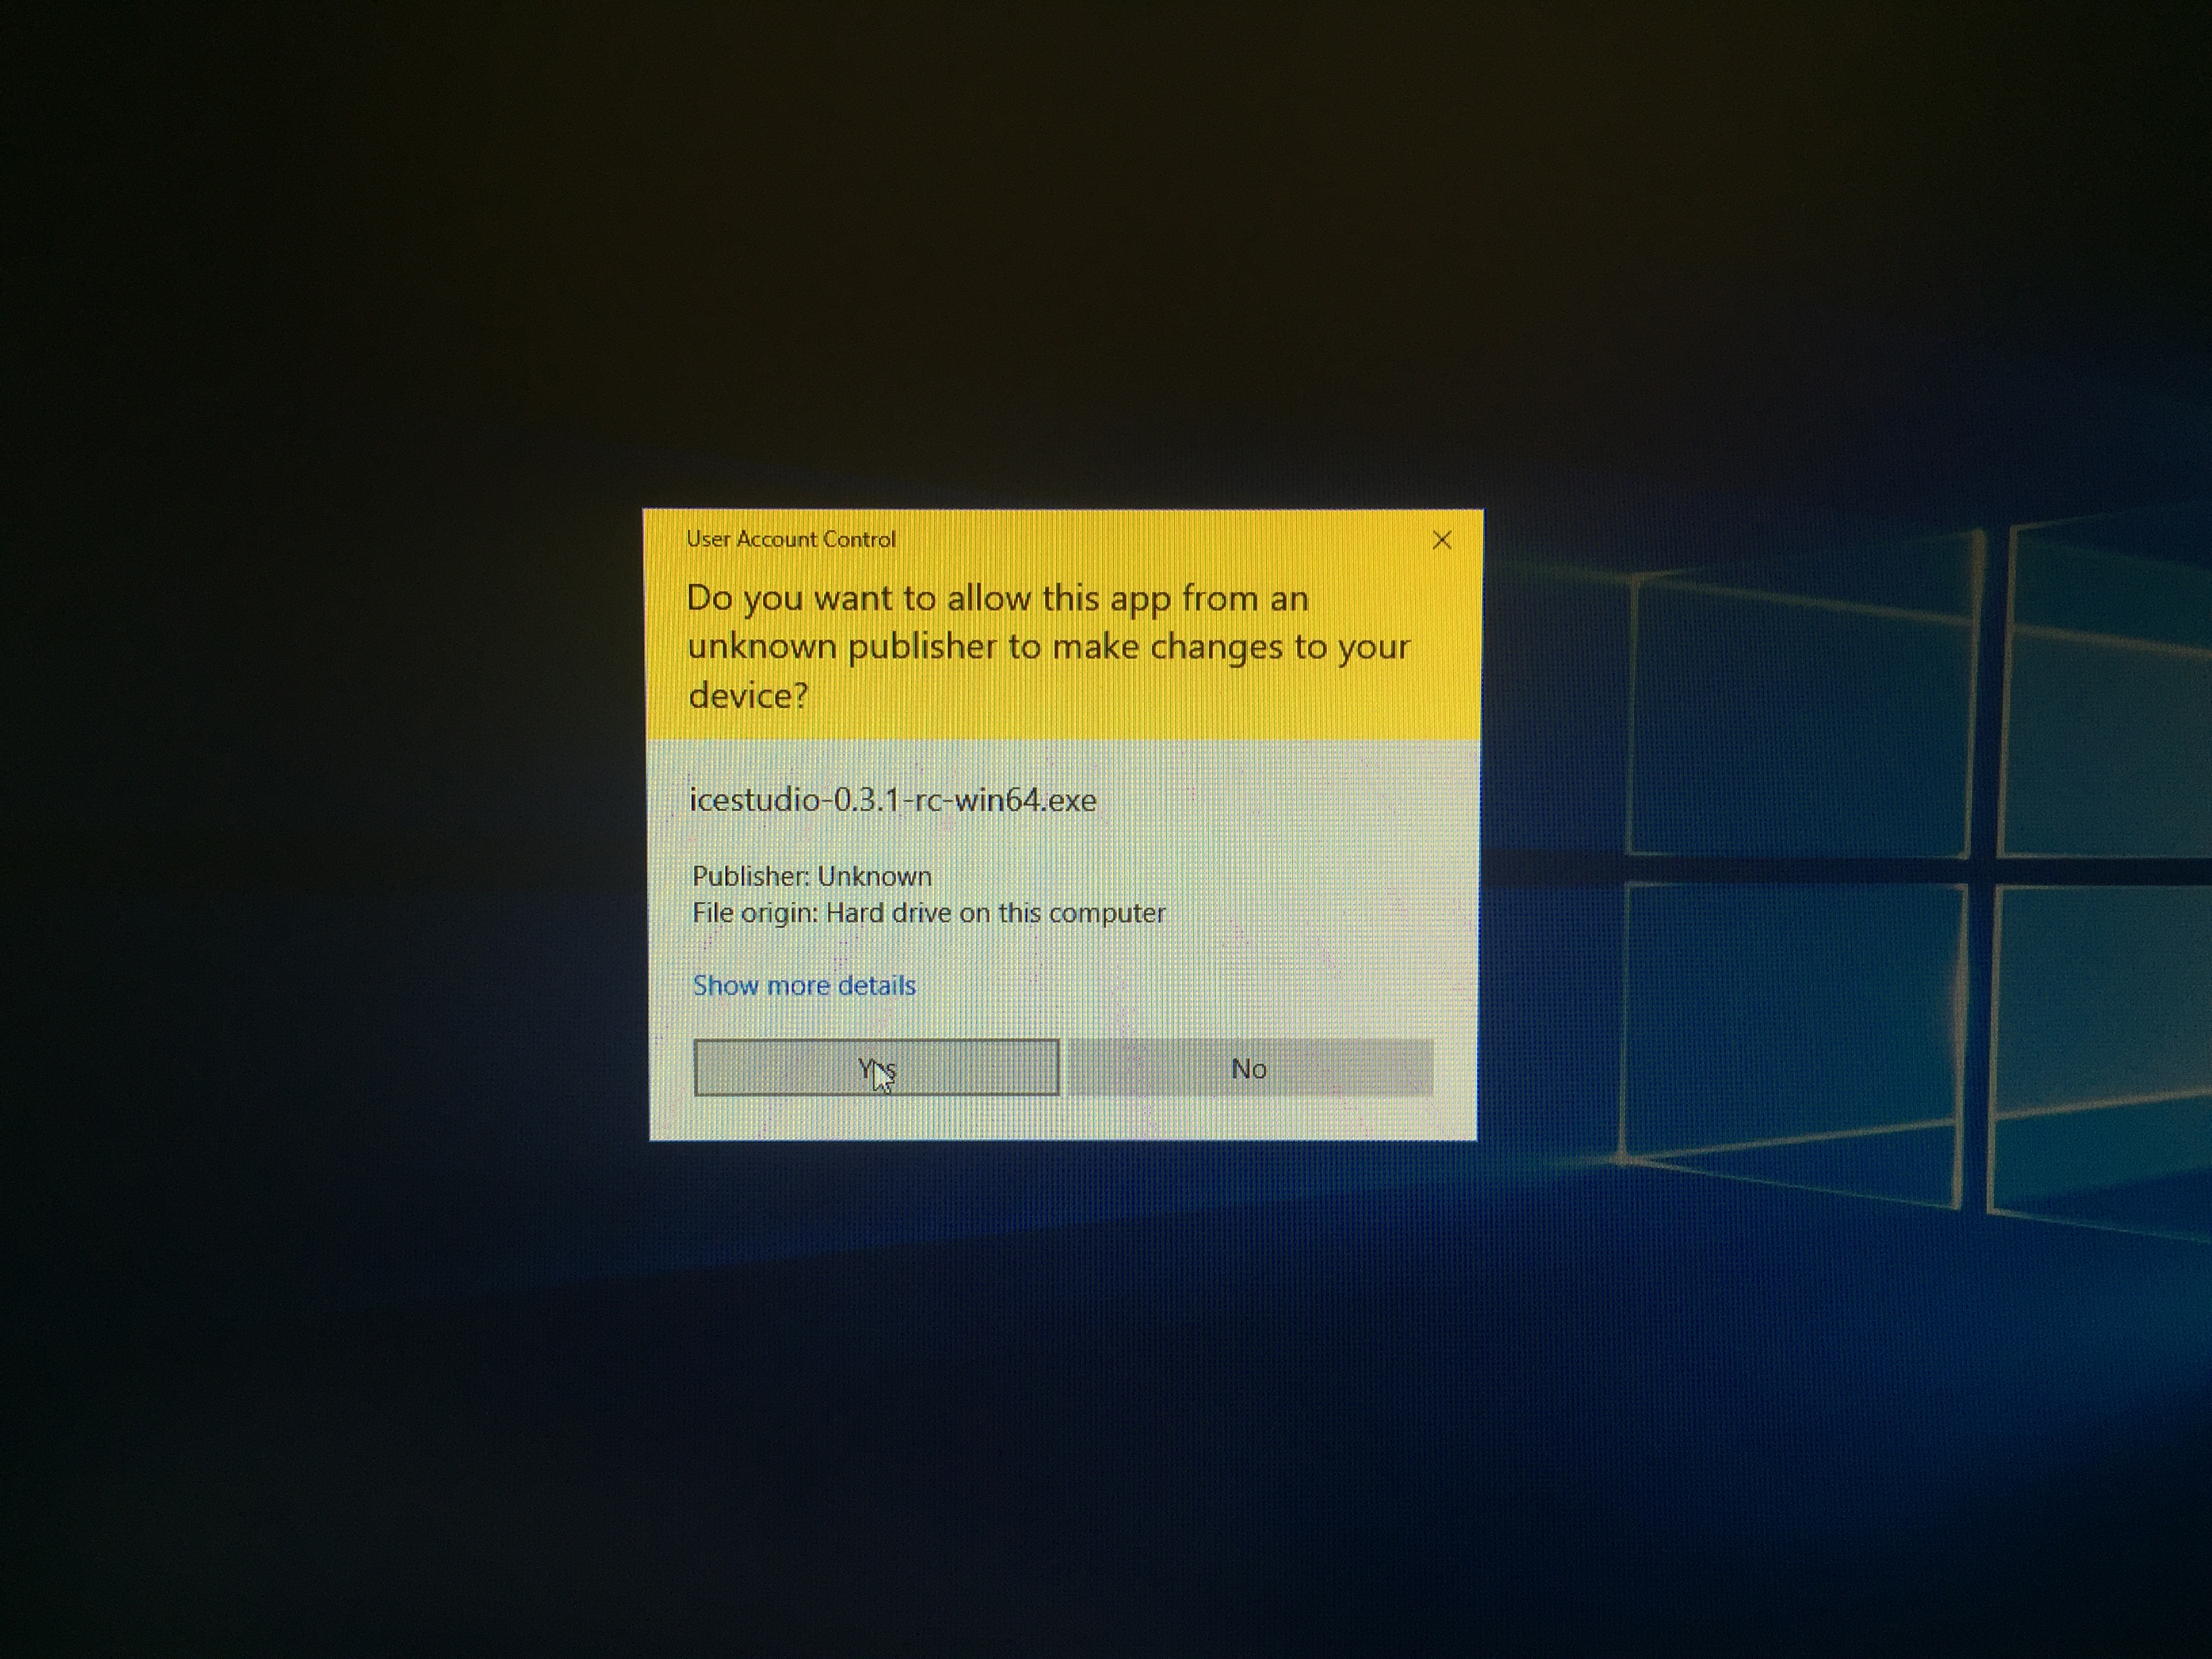 User Account Control
Do you want to allow this app from an
unknown publisher to make changes to your
device?
icestudio-0.3.1-rc-win64.exe
Publisher: Unknown
File origin: Hard drive on this computer
Show more details
Yes
No